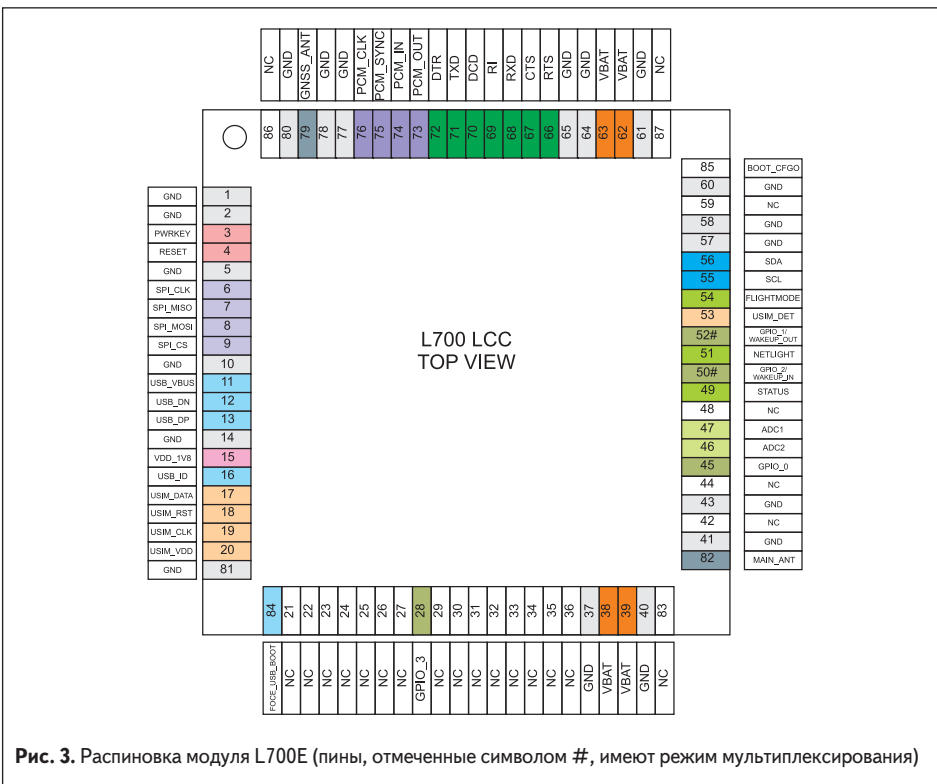 NC GND GNSS_ANT GND GND PCM_CLK PCM_SYNC PCM_IN PCM_OUT DTR TXD DCD RI RXD CTS RTS GND GND VBAT VBAT GND NC
86 80 79 78 77 76 75 74 73 72 71 70 69 68 67 66 65 64 63 62 61 87
GND 1
GND 2
PWRKEY 3
RESET 4
GND 5
SPI_CLK 6
SPI_MISO 7
SPI_MOSI 8
SPI_CS 9
GND 10
USB_VBUS 11
USB_DN 12
USB_DP 13
GND 14
VDD_1V8 15
USB_ID 16
USIM_DATA 17
USIM_RST 18
USIM_CLK 19
USIM_VDD 20
GND 81
L700 LCC
TOP VIEW
85 BOOT_CFGO
60 GND
59 NC
58 GND
57 GND
56 SDA
55 SCL
54 FLIGHTMODE
53 USIM_DET
52# GPIO_1/
WAKEUP_OUT
51 NETLIGHT
50# GPIO_2/
WAKEUP_IN
49 STATUS
48 NC
47 ADC1
46 ADC2
45 GPIO_0
44 NC
43 GND
42 NC
41 GND
82 MAIN_ANT
84 21 22 23 24 25 26 27 28 29 30 31 32 33 34 35 36 37 38 39 40 83
FOCE_USB_BOOT NC NC NC NC NC NC NC GPIO_3 NC NC NC NC NC NC NC NC GND VBAT VBAT GND NC
Рис. 3. Распиновка модуля L700E (пины, отмеченные символом #, имеют режим мультиплексирования)